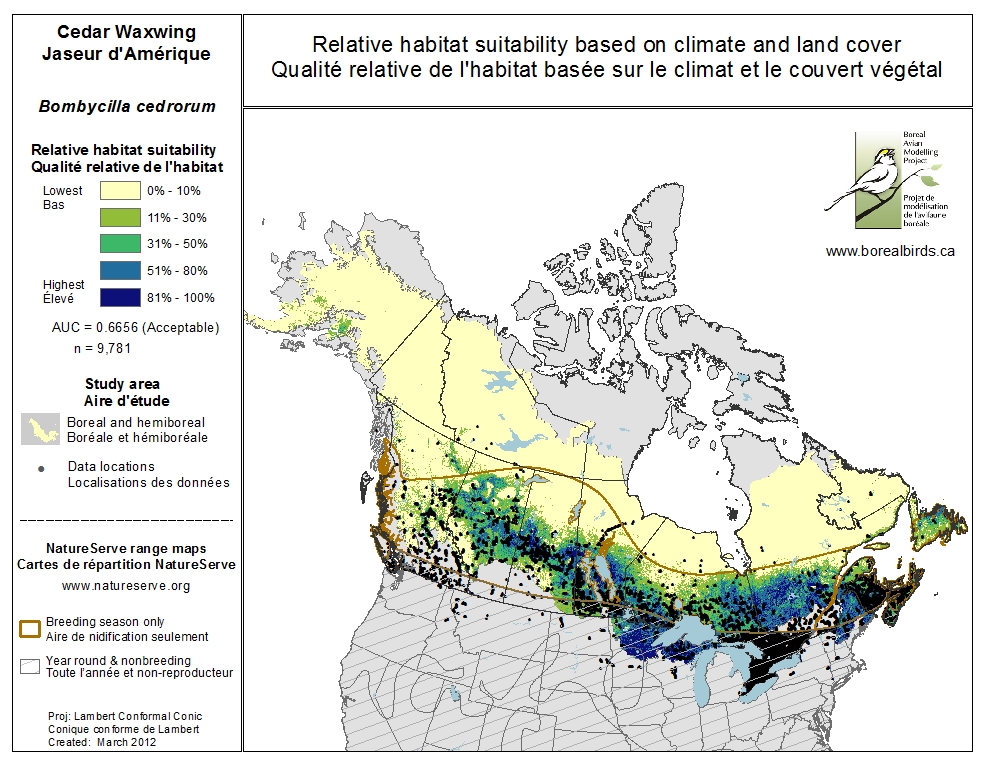 Cedar Waxwing
Jaseur d'Amérique
Bombycilla cedrorum
Relative habitat suitability
Qualité relative de l'habitat
Lowest
Bas
0% - 10%
11% - 30%
31% - 50%
51% - 80%
Highest
Élevé
81% - 100%
AUC = 0.6656 (Acceptable)
n = 9,781
Study area
Aire d'étude
Boreal and hemiboreal
Boréale et hémiboréale
Data locations
Localisations des données
NatureServe range maps
Cartes de répartition NatureServe
www.natureserve.org
Breeding season only
Aire de nidification seulement
Year round & nonbreeding
Toute l'année et non-reproducteur
Proj: Lambert Conformal Conic
Conique conforme de Lambert
Created: March 2012
Relative habitat suitability based on climate and land cover
Qualité relative de l'habitat basée sur le climat et le couvert végétal
Boreal
Avian
Modelling
Project
Projet de
modélisation
de l'avifaune
boréale
www.borealbirds.ca